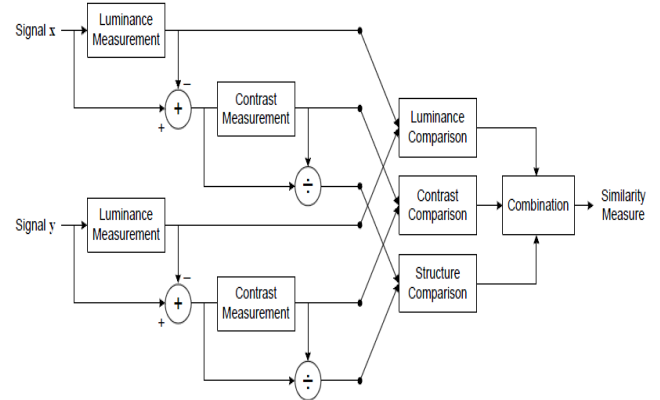 Signal x
Luminance
Measurement
−
+
+
Contrast
Measurement
÷
Luminance
Comparison
Contrast
Comparison
Combination
Similarity
Measure
Structure
Comparison
Signal y
Luminance
Measurement
−
+
+
Contrast
Measurement
÷